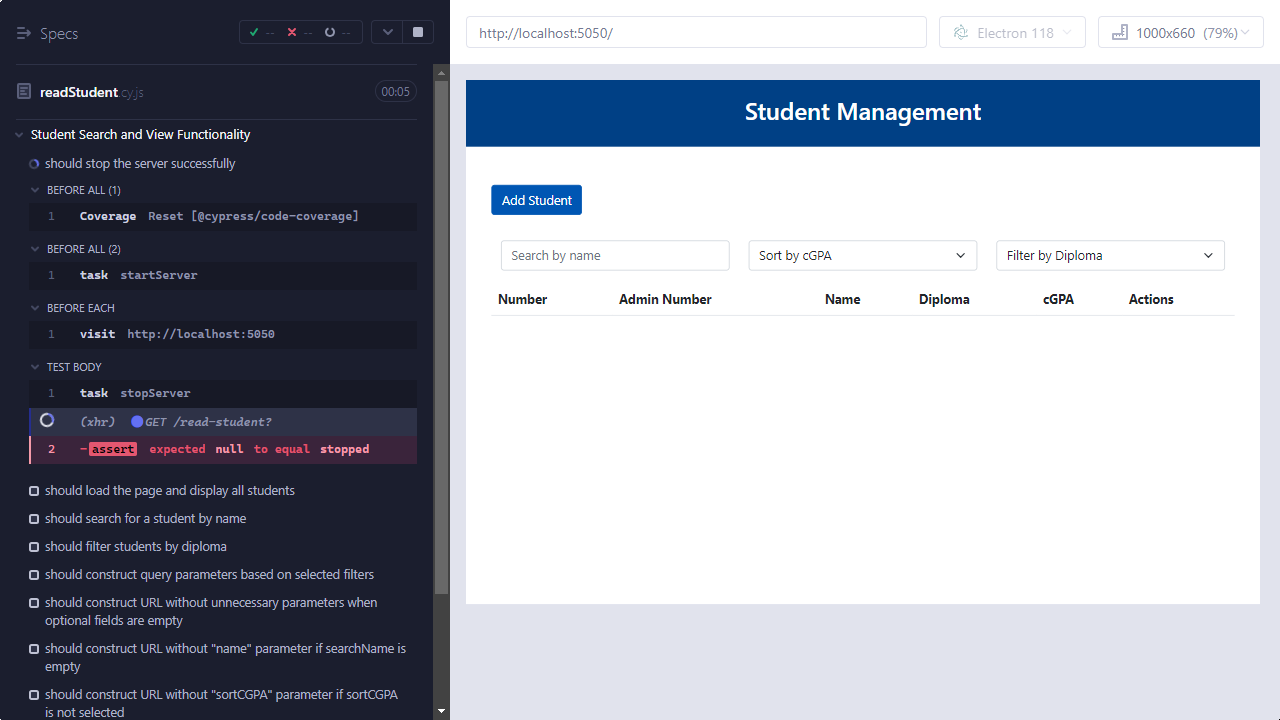 Specs
-- -- --
readStudent.cy.js
00:05
Student Search and View Functionality
should stop the server successfully
BEFORE ALL (1)
1 Coverage Reset [@cypress/code-coverage]
BEFORE ALL (2)
1 task startServer
BEFORE EACH
1 visit http://localhost:5050
TEST BODY
1 task stopServer
(xhr) GET /read-student?
2 -assert expected null to equal stopped
should load the page and display all students
should search for a student by name
should filter students by diploma
should construct query parameters based on selected filters
should construct URL without unnecessary parameters when
optional fields are empty
should construct URL without "name" parameter if searchName is
empty
should construct URL without "sortCGPA" parameter if sortCGPA
is not selected
http://localhost:5050/
Electron 118
1000x660 (79%)
Student Management
Add Student
Search by name
Sort by cGPA
Filter by Diploma
Number Admin Number Name Diploma cGPA Actions